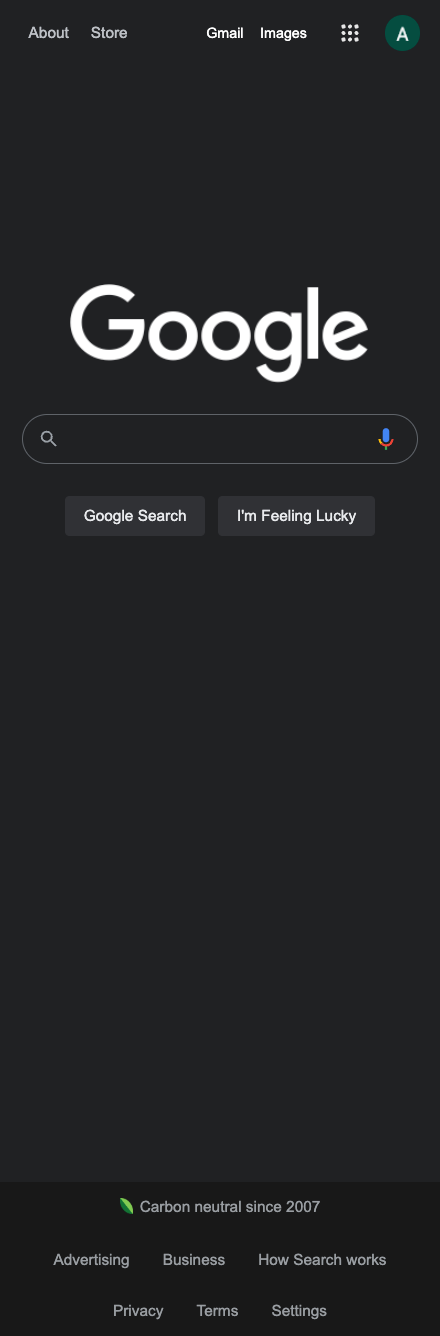 About Store Gmail Images A
Google
Google Search I'm Feeling Lucky
Carbon neutral since 2007
Advertising Business How Search works
Privacy Terms Settings